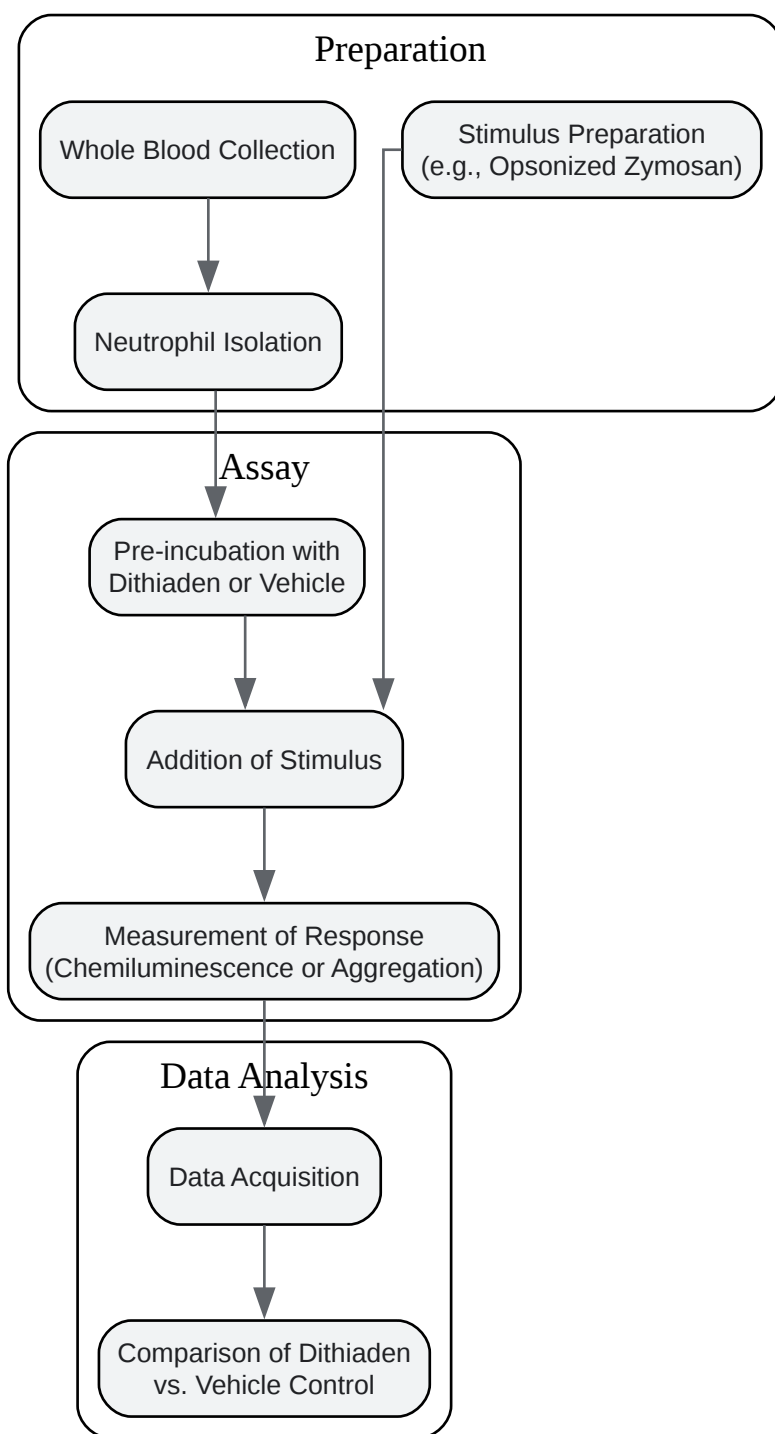 Preparation
Whole Blood Collection
Stimulus Preparation
(e.g., Opsonized Zymosan)
Neutrophil Isolation
Assay
Pre-incubation with
Dithiaden or Vehicle
Addition of Stimulus
Measurement of Response
(Chemiluminescence or Aggregation)
Data Analysis
Data Acquisition
Comparison of Dithiaden
vs. Vehicle Control